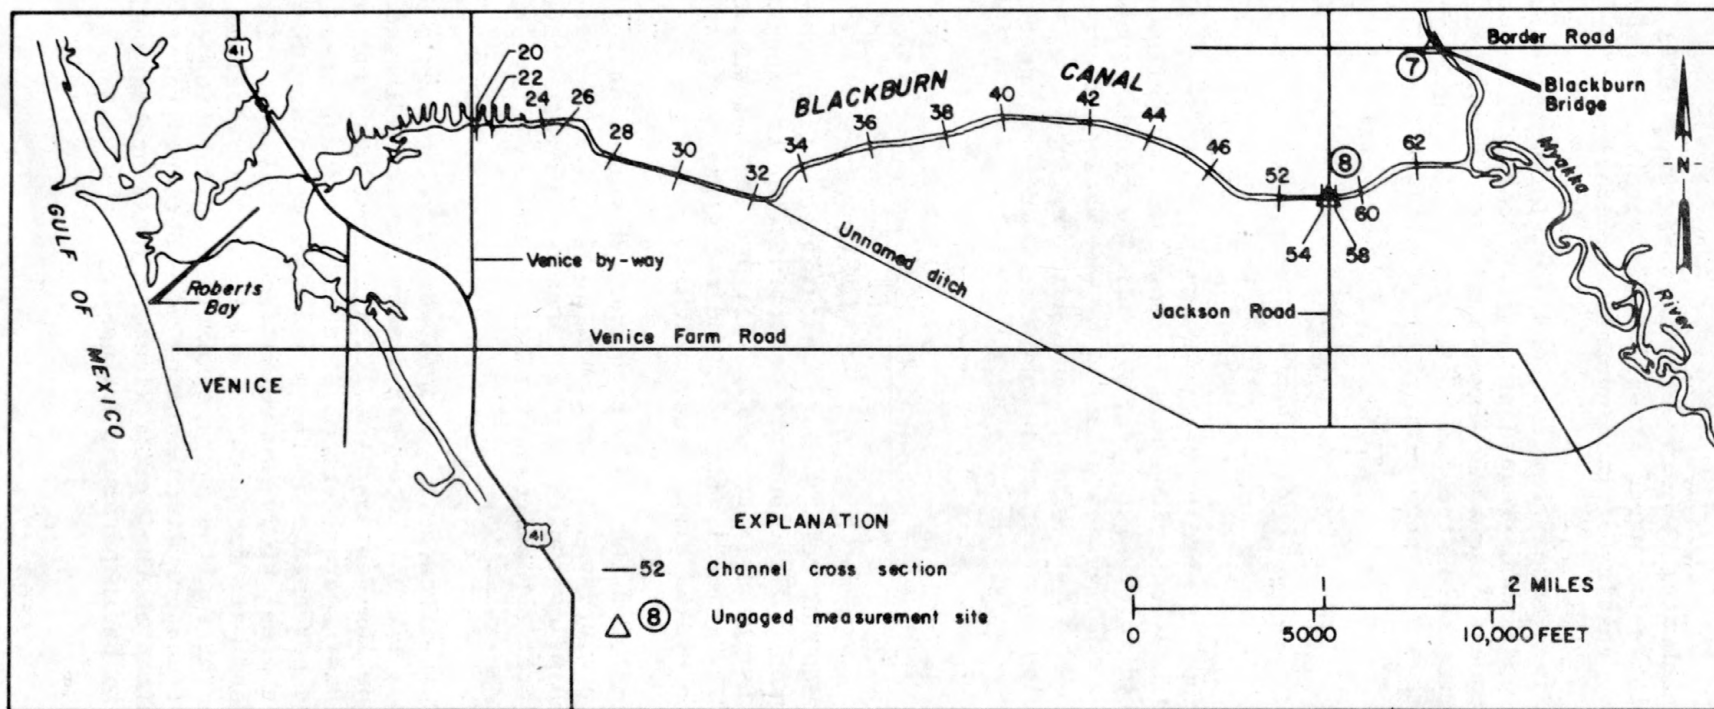 41
20
22
24
26
28
30
32
34
36
38
40
42
44
46
52
54
58
60
62
BLACKBURN CANAL
7
8
Border Road
Blackburn
Bridge
Myakka
River
N
GULF OF MEXICO
Roberts
Bay
Venice by-way
Unnamed ditch
Jackson Road
Venice Farm Road
VENICE
41
EXPLANATION
52 Channel cross section
8 Ungaged measurement site
0 1 2 MILES
0 5000 10,000 FEET